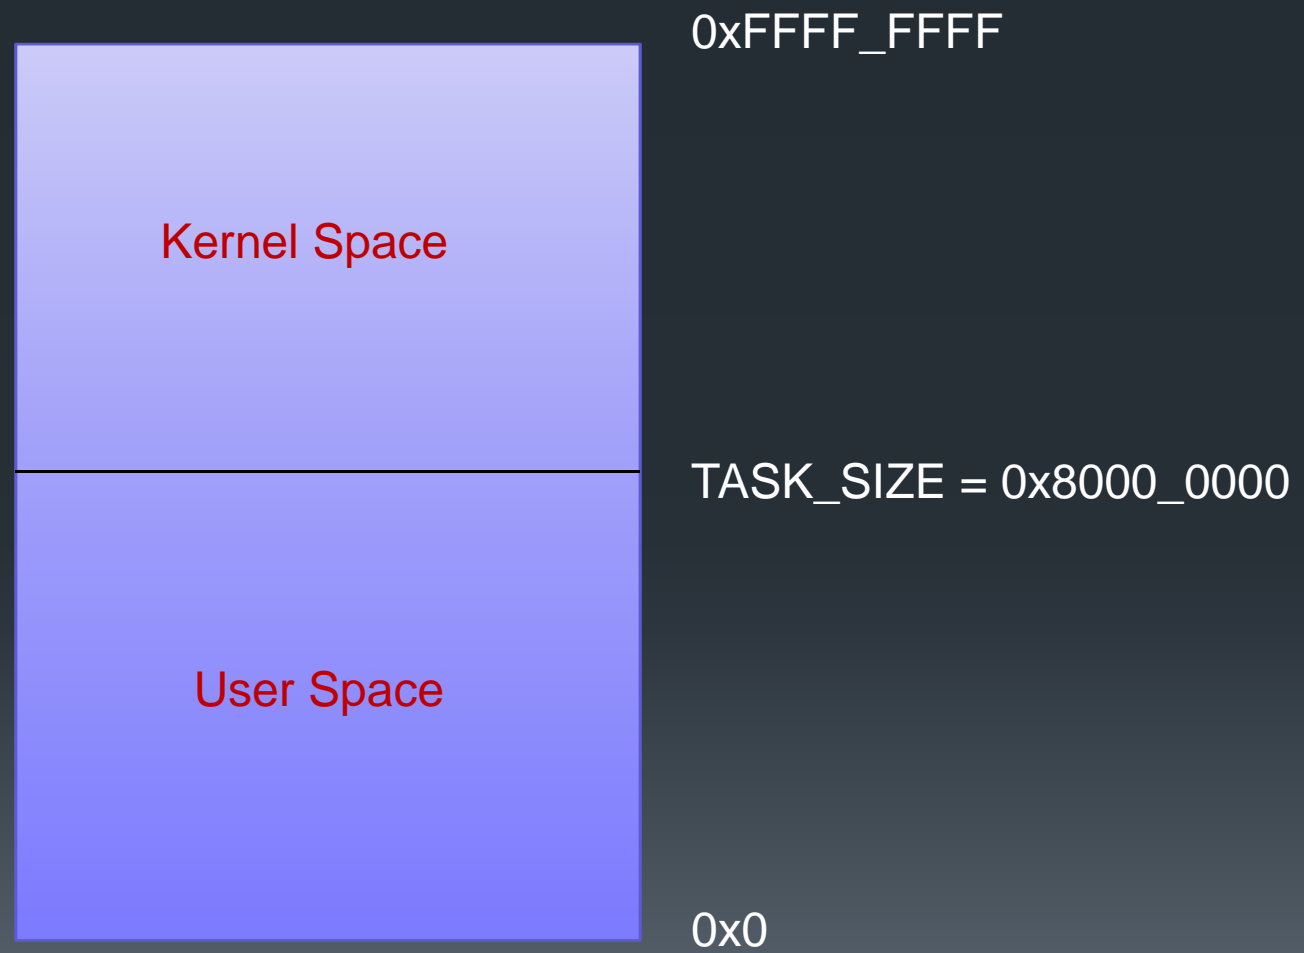 0xFFFF_FFFF
Kernel Space
TASK_SIZE = 0x8000_0000
User Space
0x0